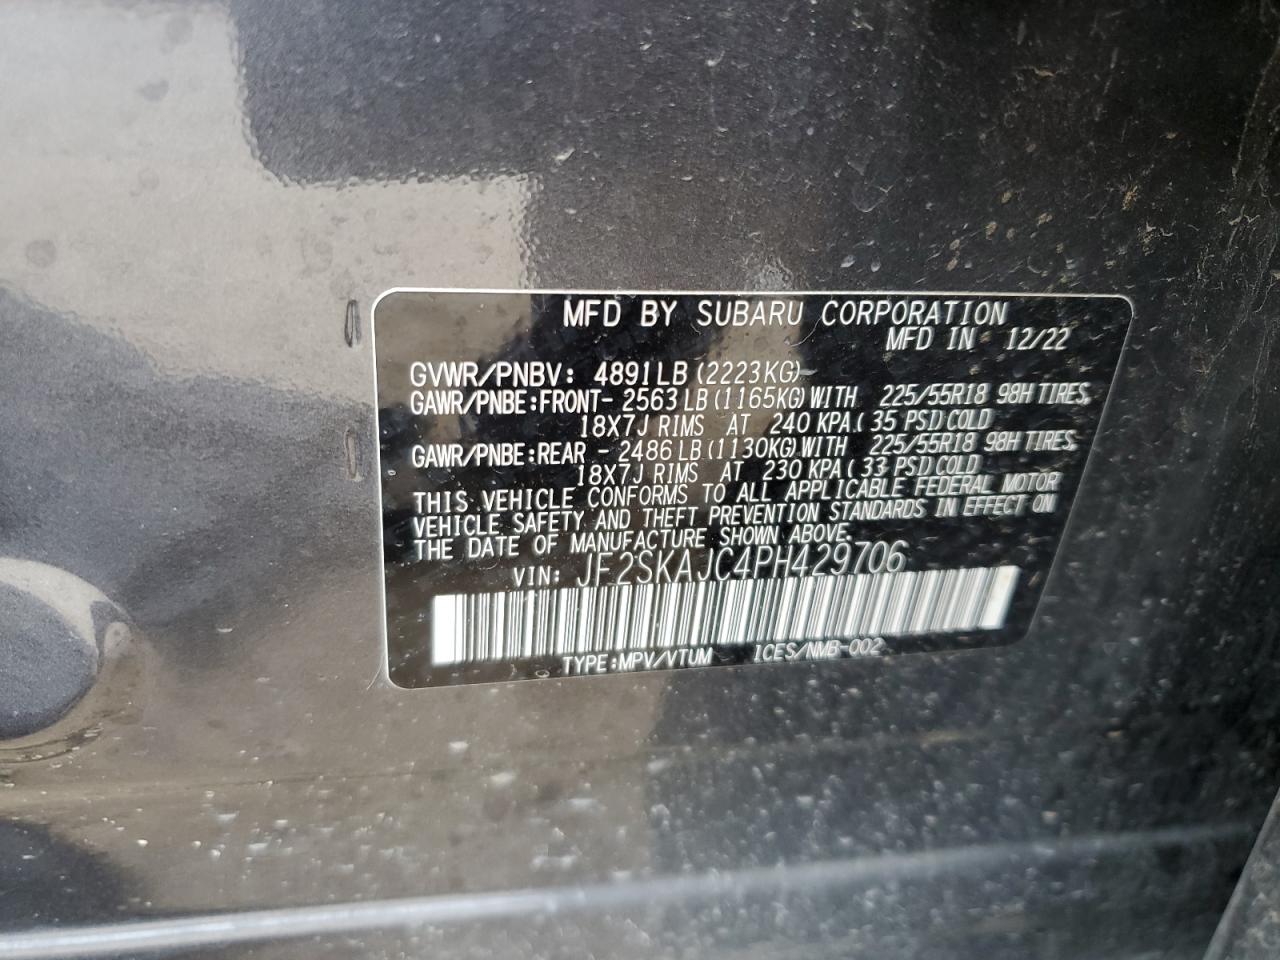 MFD BY SUBARU CORPORATION
MFD IN 12/22
GVWR/PNBV: 4891LB (2223KG)
GAWR/PNBE:FRONT- 2563LB (1165KG) WITH 225/55R18 98H TIRES,
18X7J RIMS AT 240 KPA ( 35 PSI) COLD
GAWR/PNBE:REAR - 2486LB (1130KG) WITH 225/55R18 98H TIRES,
18X7J RIMS AT 230 KPA ( 33 PSI) COLD
THIS VEHICLE CONFORMS TO ALL APPLICABLE FEDERAL MOTOR
VEHICLE SAFETY AND THEFT PREVENTION STANDARDS IN EFFECT ON
THE DATE OF MANUFACTURE SHOWN ABOVE.
VIN: JF2SKAJC4PH429706
TYPE:MPV/VTUM ICES/NMB-002